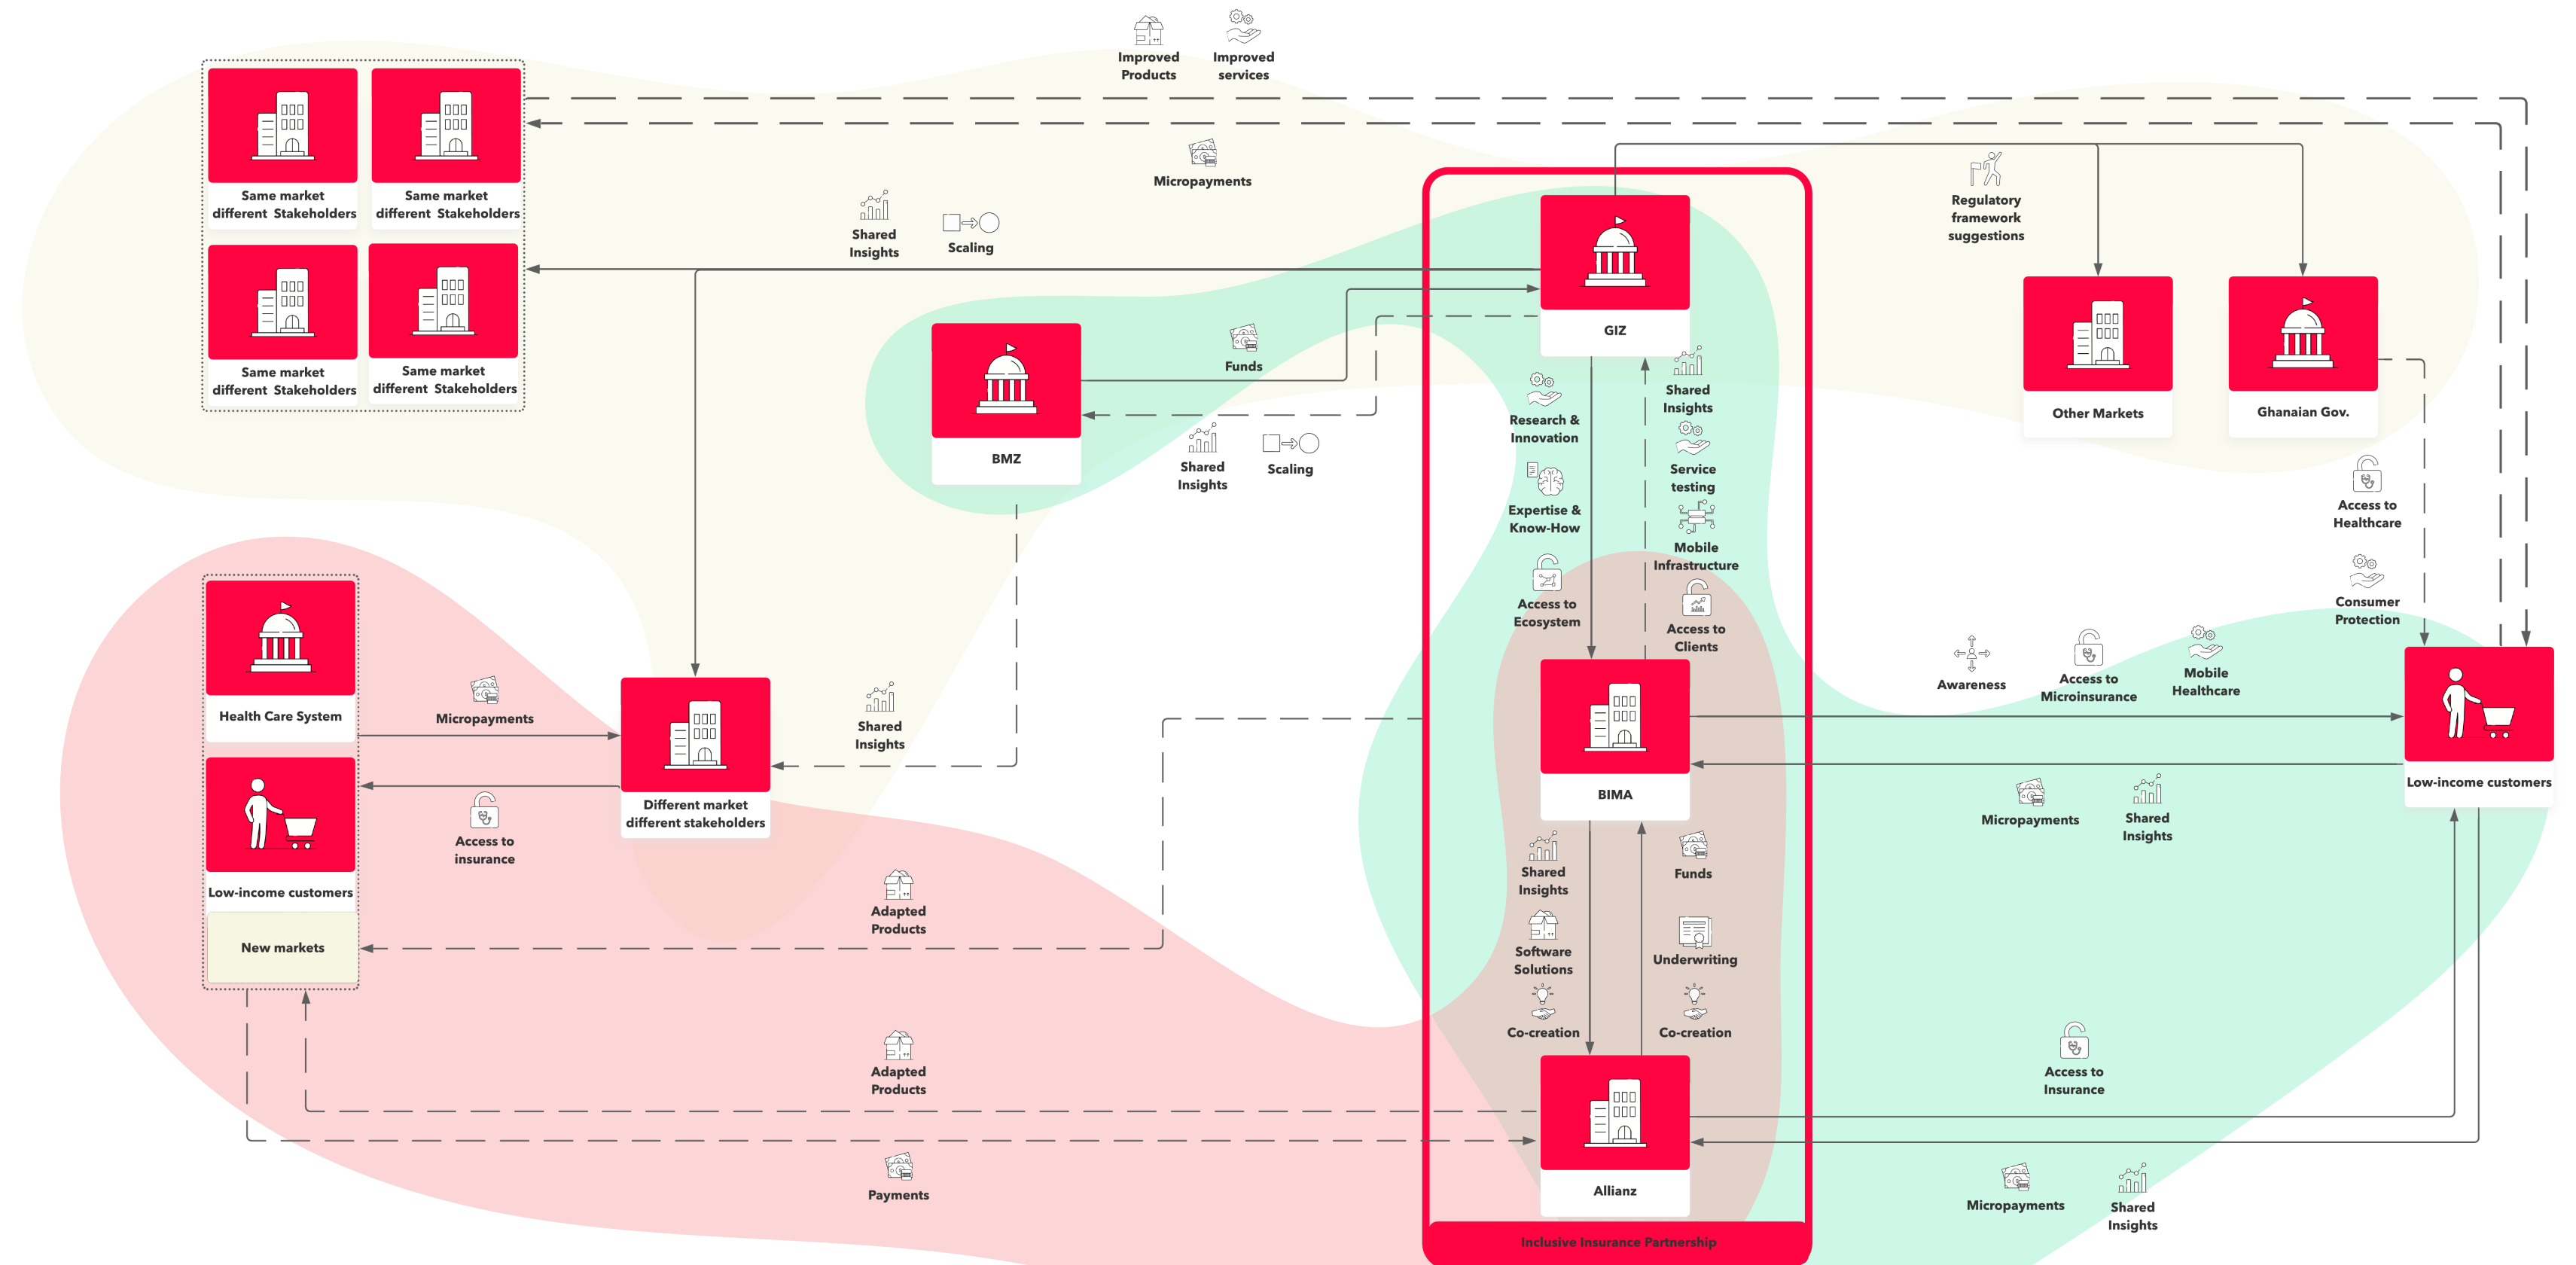 Improved
Products
Improved
services
Micropayments
Same market
different Stakeholders
Same market
different Stakeholders
Same market
different Stakeholders
Same market
different Stakeholders
Shared
Insights
Scaling
Regulatory
framework
suggestions
GIZ
Other Markets
Ghanaian Gov.
BMZ
Funds
Shared
Insights
Scaling
Research &
Innovation
Expertise &
Know-How
Access to
Ecosystem
Shared
Insights
Service
testing
Mobile
Infrastructure
Access to
Clients
Access to
Healthcare
Consumer
Protection
Health Care System
Low-income customers
New markets
Micropayments
Access to
insurance
Different market
different stakeholders
Shared
Insights
Adapted
Products
BIMA
Awareness
Access to
Microinsurance
Mobile
Healthcare
Low-income customers
Micropayments
Shared
Insights
Shared
Insights
Software
Solutions
Co-creation
Funds
Underwriting
Co-creation
Adapted
Products
Payments
Allianz
Access to
Insurance
Micropayments
Shared
Insights
Inclusive Insurance Partnership